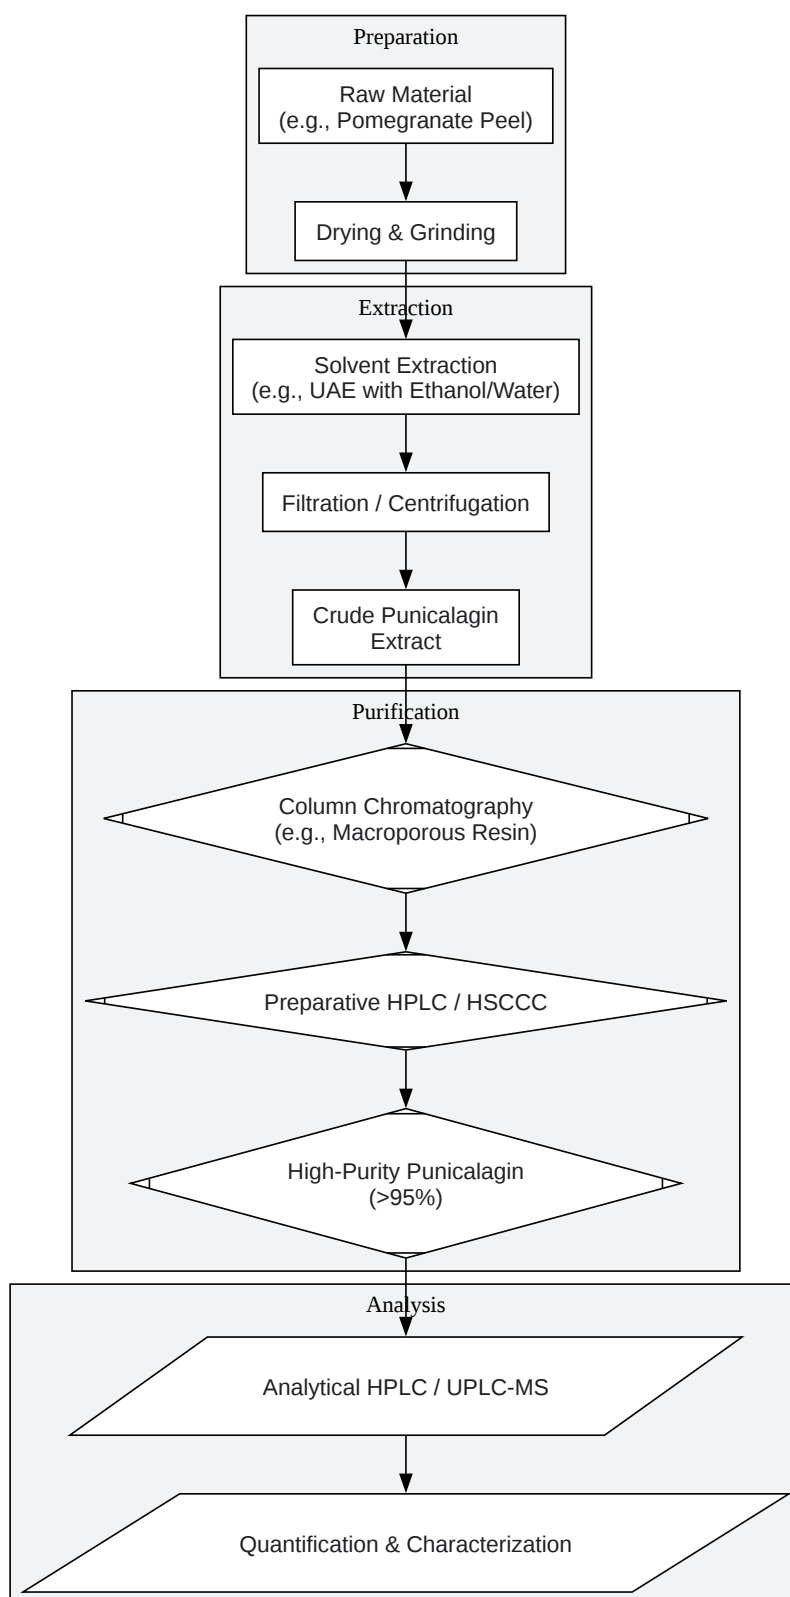 Preparation
Raw Material
(e.g., Pomegranate Peel)
Drying & Grinding
Extraction
Solvent Extraction
(e.g., UAE with Ethanol/Water)
Filtration / Centrifugation
Crude Punicalagin
Extract
Purification
Column Chromatography
(e.g., Macroporous Resin)
Preparative HPLC / HSCCC
High-Purity Punicalagin
(>95%)
Analysis
Analytical HPLC / UPLC-MS
Quantification & Characterization